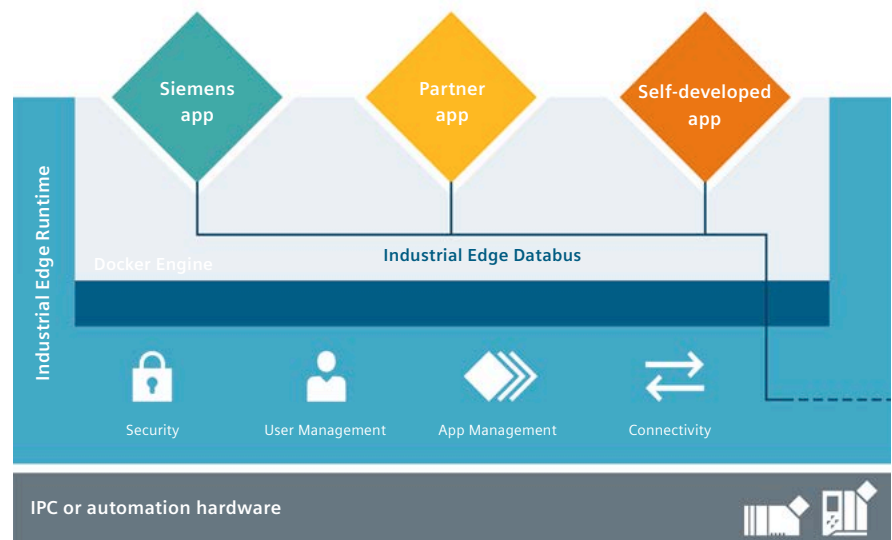 Siemens
app
Partner
app
Self-developed
app
Industrial Edge Runtime
Industrial Edge Databus
Docker Engine
Security
User Management
App Management
Connectivity
IPC or automation hardware